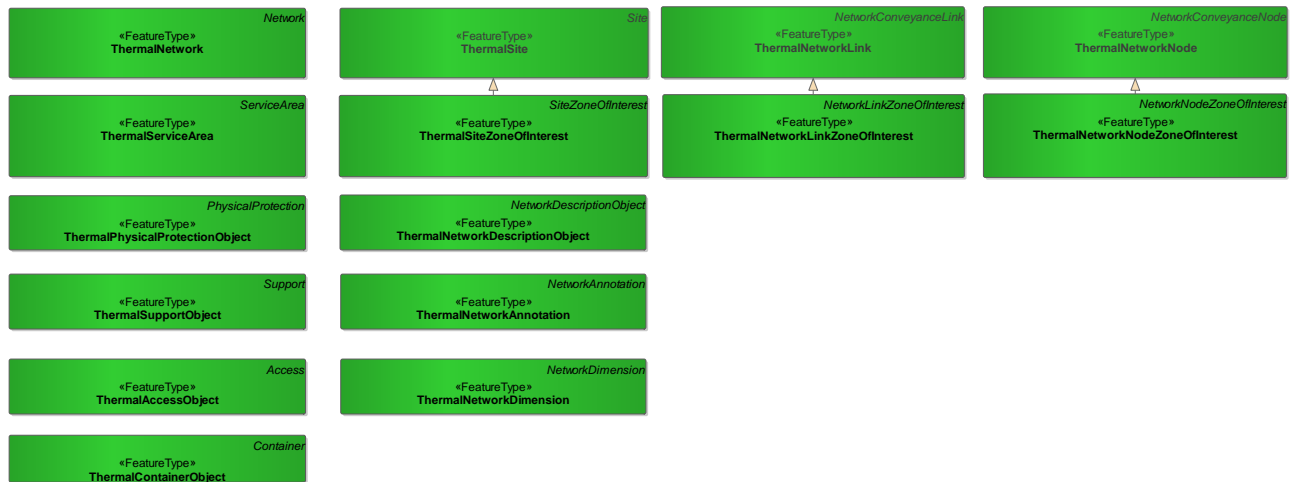 Network
«FeatureType»
ThermalNetwork
Site
«FeatureType»
ThermalSite
NetworkConveyanceLink
«FeatureType»
ThermalNetworkLink
NetworkConveyanceNode
«FeatureType»
ThermalNetworkNode
ServiceArea
«FeatureType»
ThermalServiceArea
SiteZoneOfInterest
«FeatureType»
ThermalSiteZoneOfInterest
NetworkLinkZoneOfInterest
«FeatureType»
ThermalNetworkLinkZoneOfInterest
NetworkNodeZoneOfInterest
«FeatureType»
ThermalNetworkNodeZoneOfInterest
PhysicalProtection
«FeatureType»
ThermalPhysicalProtectionObject
NetworkDescriptionObject
«FeatureType»
ThermalNetworkDescriptionObject
Support
«FeatureType»
ThermalSupportObject
NetworkAnnotation
«FeatureType»
ThermalNetworkAnnotation
Access
«FeatureType»
ThermalAccessObject
NetworkDimension
«FeatureType»
ThermalNetworkDimension
Container
«FeatureType»
ThermalContainerObject